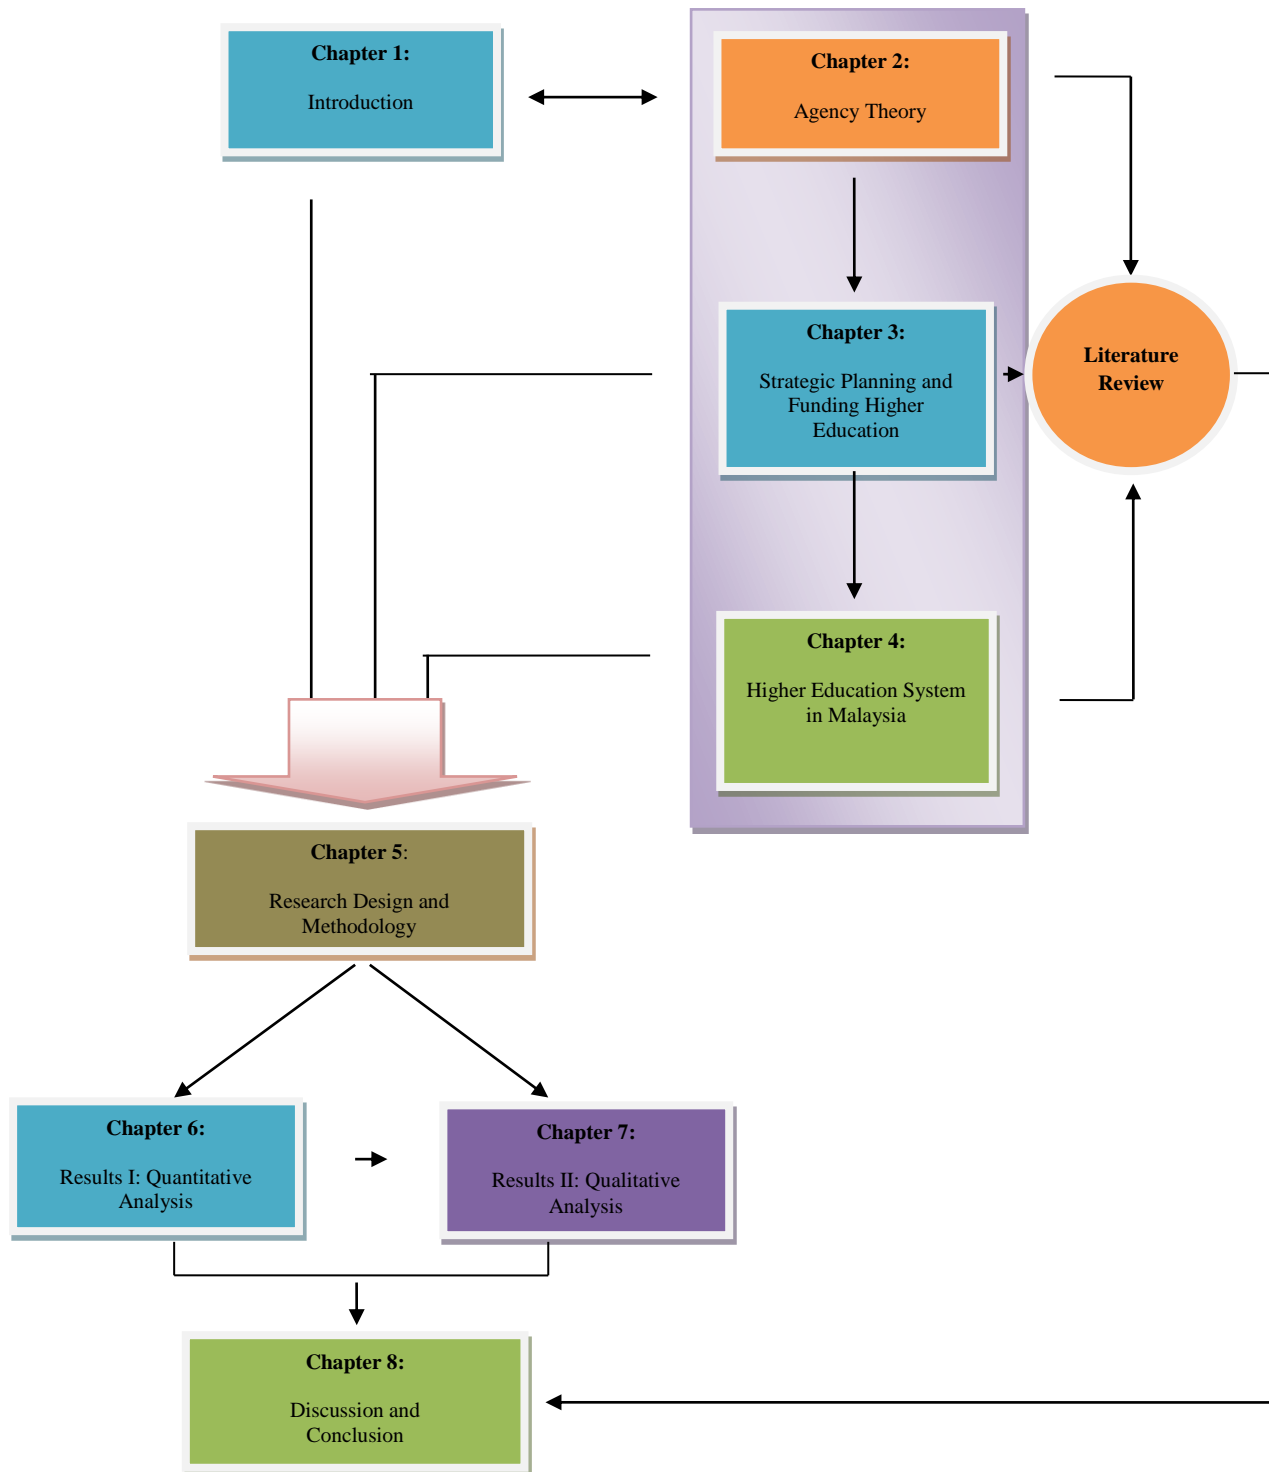 Chapter 1:
Introduction
Chapter 2:
Agency Theory
Chapter 3:
Strategic Planning and
Funding Higher
Education
Literature
Review
Chapter 4:
Higher Education System
in Malaysia
Chapter 5:
Research Design and
Methodology
Chapter 6:
Results I: Quantitative
Analysis
Chapter 7:
Results II: Qualitative
Analysis
Chapter 8:
Discussion and
Conclusion